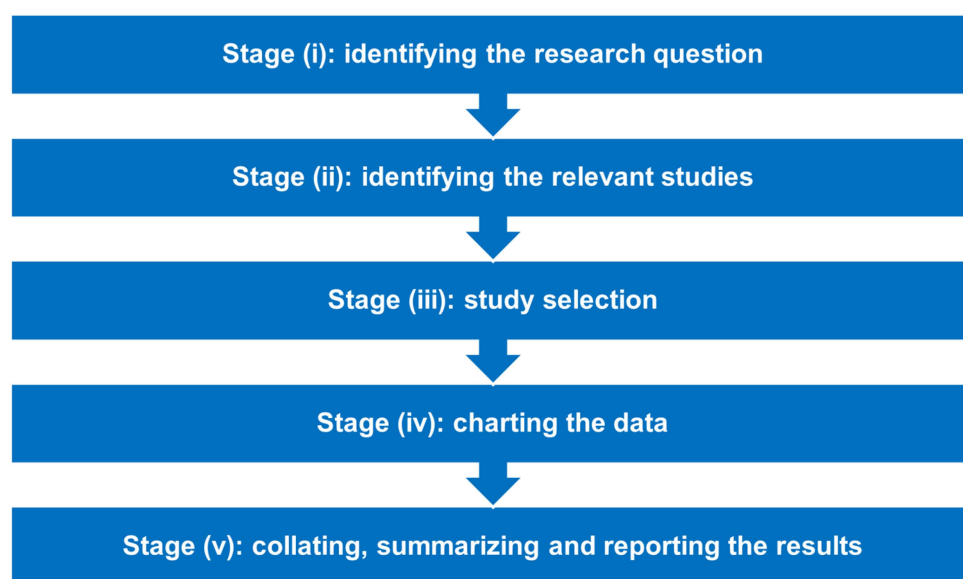 Stage (i): identifying the research question
Stage (ii): identifying the relevant studies
Stage (iii): study selection
Stage (iv): charting the data
Stage (v): collating, summarizing and reporting the results